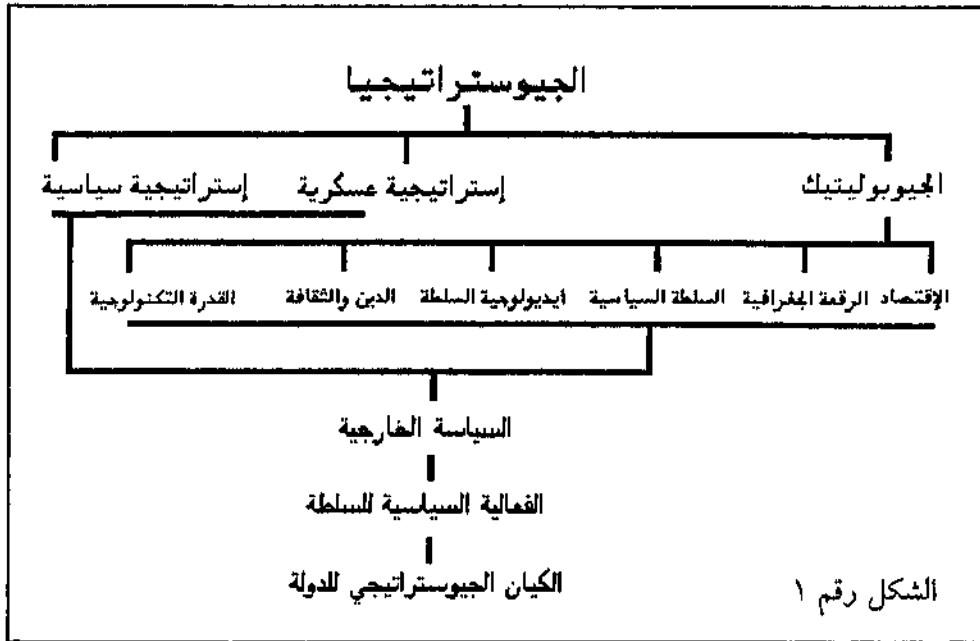 الجيوستراتيجيا
الجيوبوليتيك إستراتيجية عسكرية إستراتيجية سياسية
الإقتصاد الرقعة الجغرافية السلطة السياسية ايديولوجية السلطة الدين والثقافة القدرة التكنولوجية
السياسة الخارجية
الفعالية السياسية للسلطة
الكيان الجيوستراتيجي للدولة
الشكل رقم ١